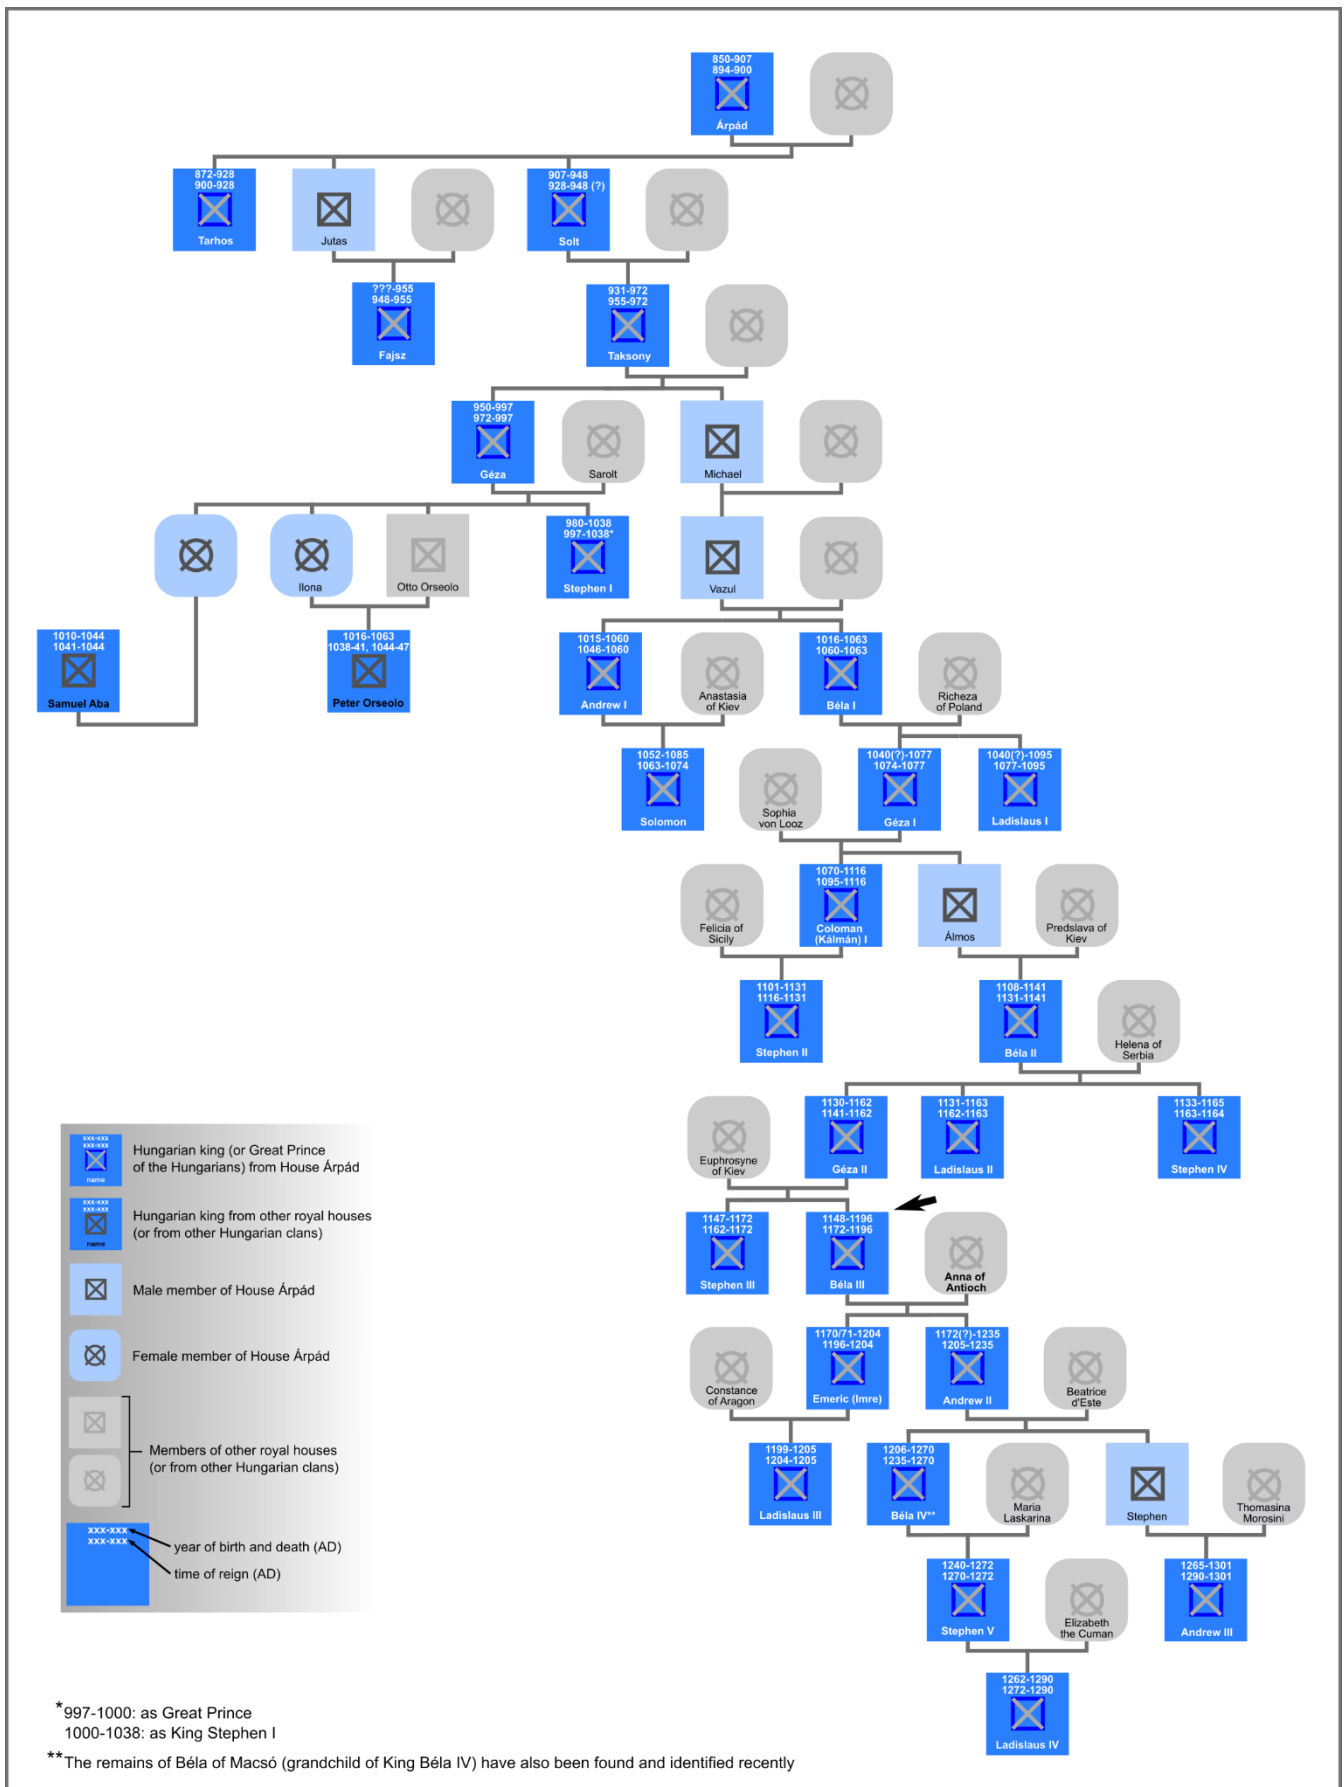 850-907
894-900
Árpád
872-928
900-928
Tarhos
Jutas
907-948
928-948 (?)
Solt
???-955
948-955
Fajsz
931-972
955-972
Taksony
950-997
972-997
Géza
Sarolt
Michael
Ilona
Otto Orseolo
980-1038
997-1038*
Stephen I
Vazul
1010-1044
1041-1044
Samuel Aba
1016-1063
1038-41, 1044-47
Peter Orseolo
1015-1060
1046-1060
Andrew I
Anastasia
of Kiev
1016-1063
1060-1063
Béla I
Richeza
of Poland
1052-1085
1063-1074
Solomon
Sophia
von Looz
1040(?)-1077
1074-1077
Géza I
1040(?)-1095
1077-1095
Ladislaus I
Felicia of
Sicily
1070-1116
1095-1116
Coloman
(Kálmán) I
Álmos
Predslava of
Kiev
1101-1131
1116-1131
Stephen II
1108-1141
1131-1141
Béla II
Helena of
Serbia
Euphrosyne
of Kiev
1130-1162
1141-1162
Géza II
1131-1163
1162-1163
Ladislaus II
1133-1165
1163-1164
Stephen IV
1147-1172
1162-1172
Stephen III
1148-1196
1172-1196
Béla III
Anna of
Antioch
Constance
of Aragon
1170/71-1204
1196-1204
Emeric (Imre)
1172(?)-1235
1205-1235
Andrew II
Beatrice
d'Este
1199-1205
1204-1205
Ladislaus III
1206-1270
1235-1270
Béla IV**
Maria
Laskarina
Stephen
Thomasina
Morosini
1240-1272
1270-1272
Stephen V
Elizabeth
the Cuman
1265-1301
1290-1301
Andrew III
1262-1290
1272-1290
Ladislaus IV
xxx-xxx
xxx-xxx
name
Hungarian king (or Great Prince
of the Hungarians) from House Árpád
xxx-xxx
xxx-xxx
name
Hungarian king from other royal houses
(or from other Hungarian clans)
Male member of House Árpád
Female member of House Árpád
Members of other royal houses
(or from other Hungarian clans)
xxx-xxx
xxx-xxx
year of birth and death (AD)
time of reign (AD)
*997-1000: as Great Prince
1000-1038: as King Stephen I
**The remains of Béla of Macsó (grandchild of King Béla IV) have also been found and identified recently